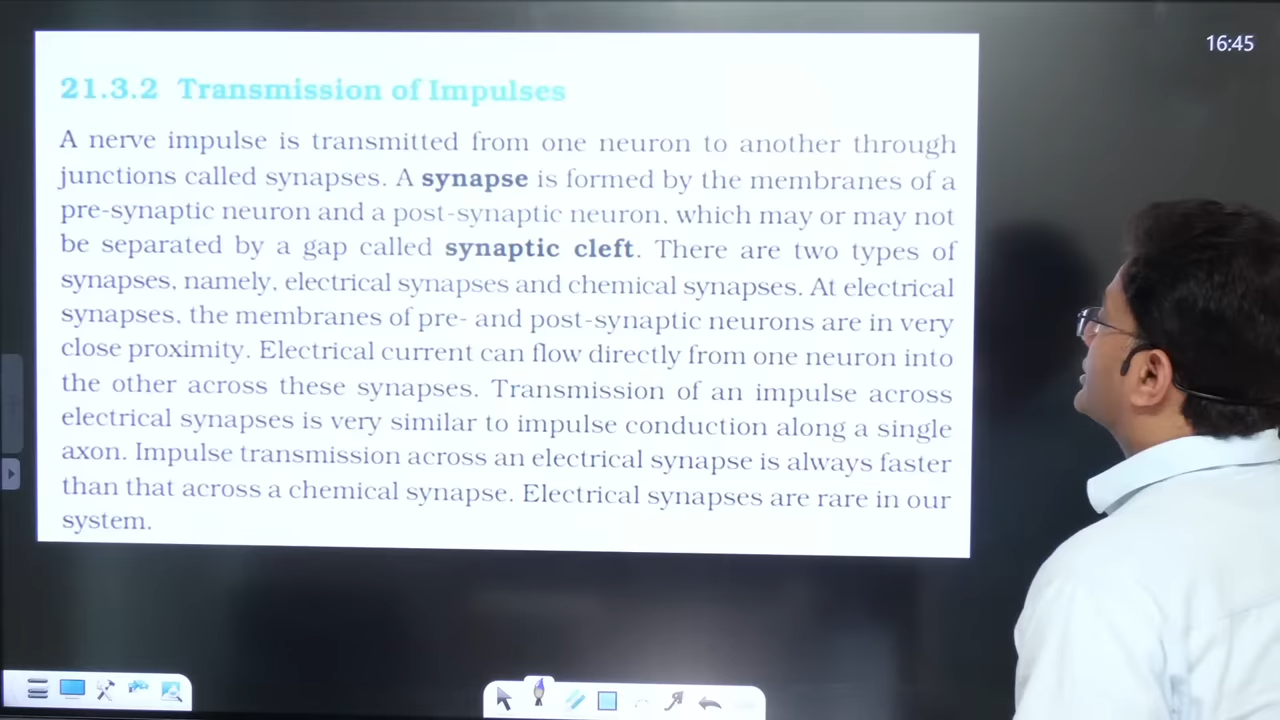 16:45
21.3.2 Transmission of Impulses
A nerve impulse is transmitted from one neuron to another through
junctions called synapses. A synapse is formed by the membranes of a
pre-synaptic neuron and a post-synaptic neuron, which may or may not
be separated by a gap called synaptic cleft. There are two types of
synapses, namely, electrical synapses and chemical synapses. At electrical
synapses, the membranes of pre- and post-synaptic neurons are in very
close proximity. Electrical current can flow directly from one neuron into
the other across these synapses. Transmission of an impulse across
electrical synapses is very similar to impulse conduction along a single
axon. Impulse transmission across an electrical synapse is always faster
than that across a chemical synapse. Electrical synapses are rare in our
system.